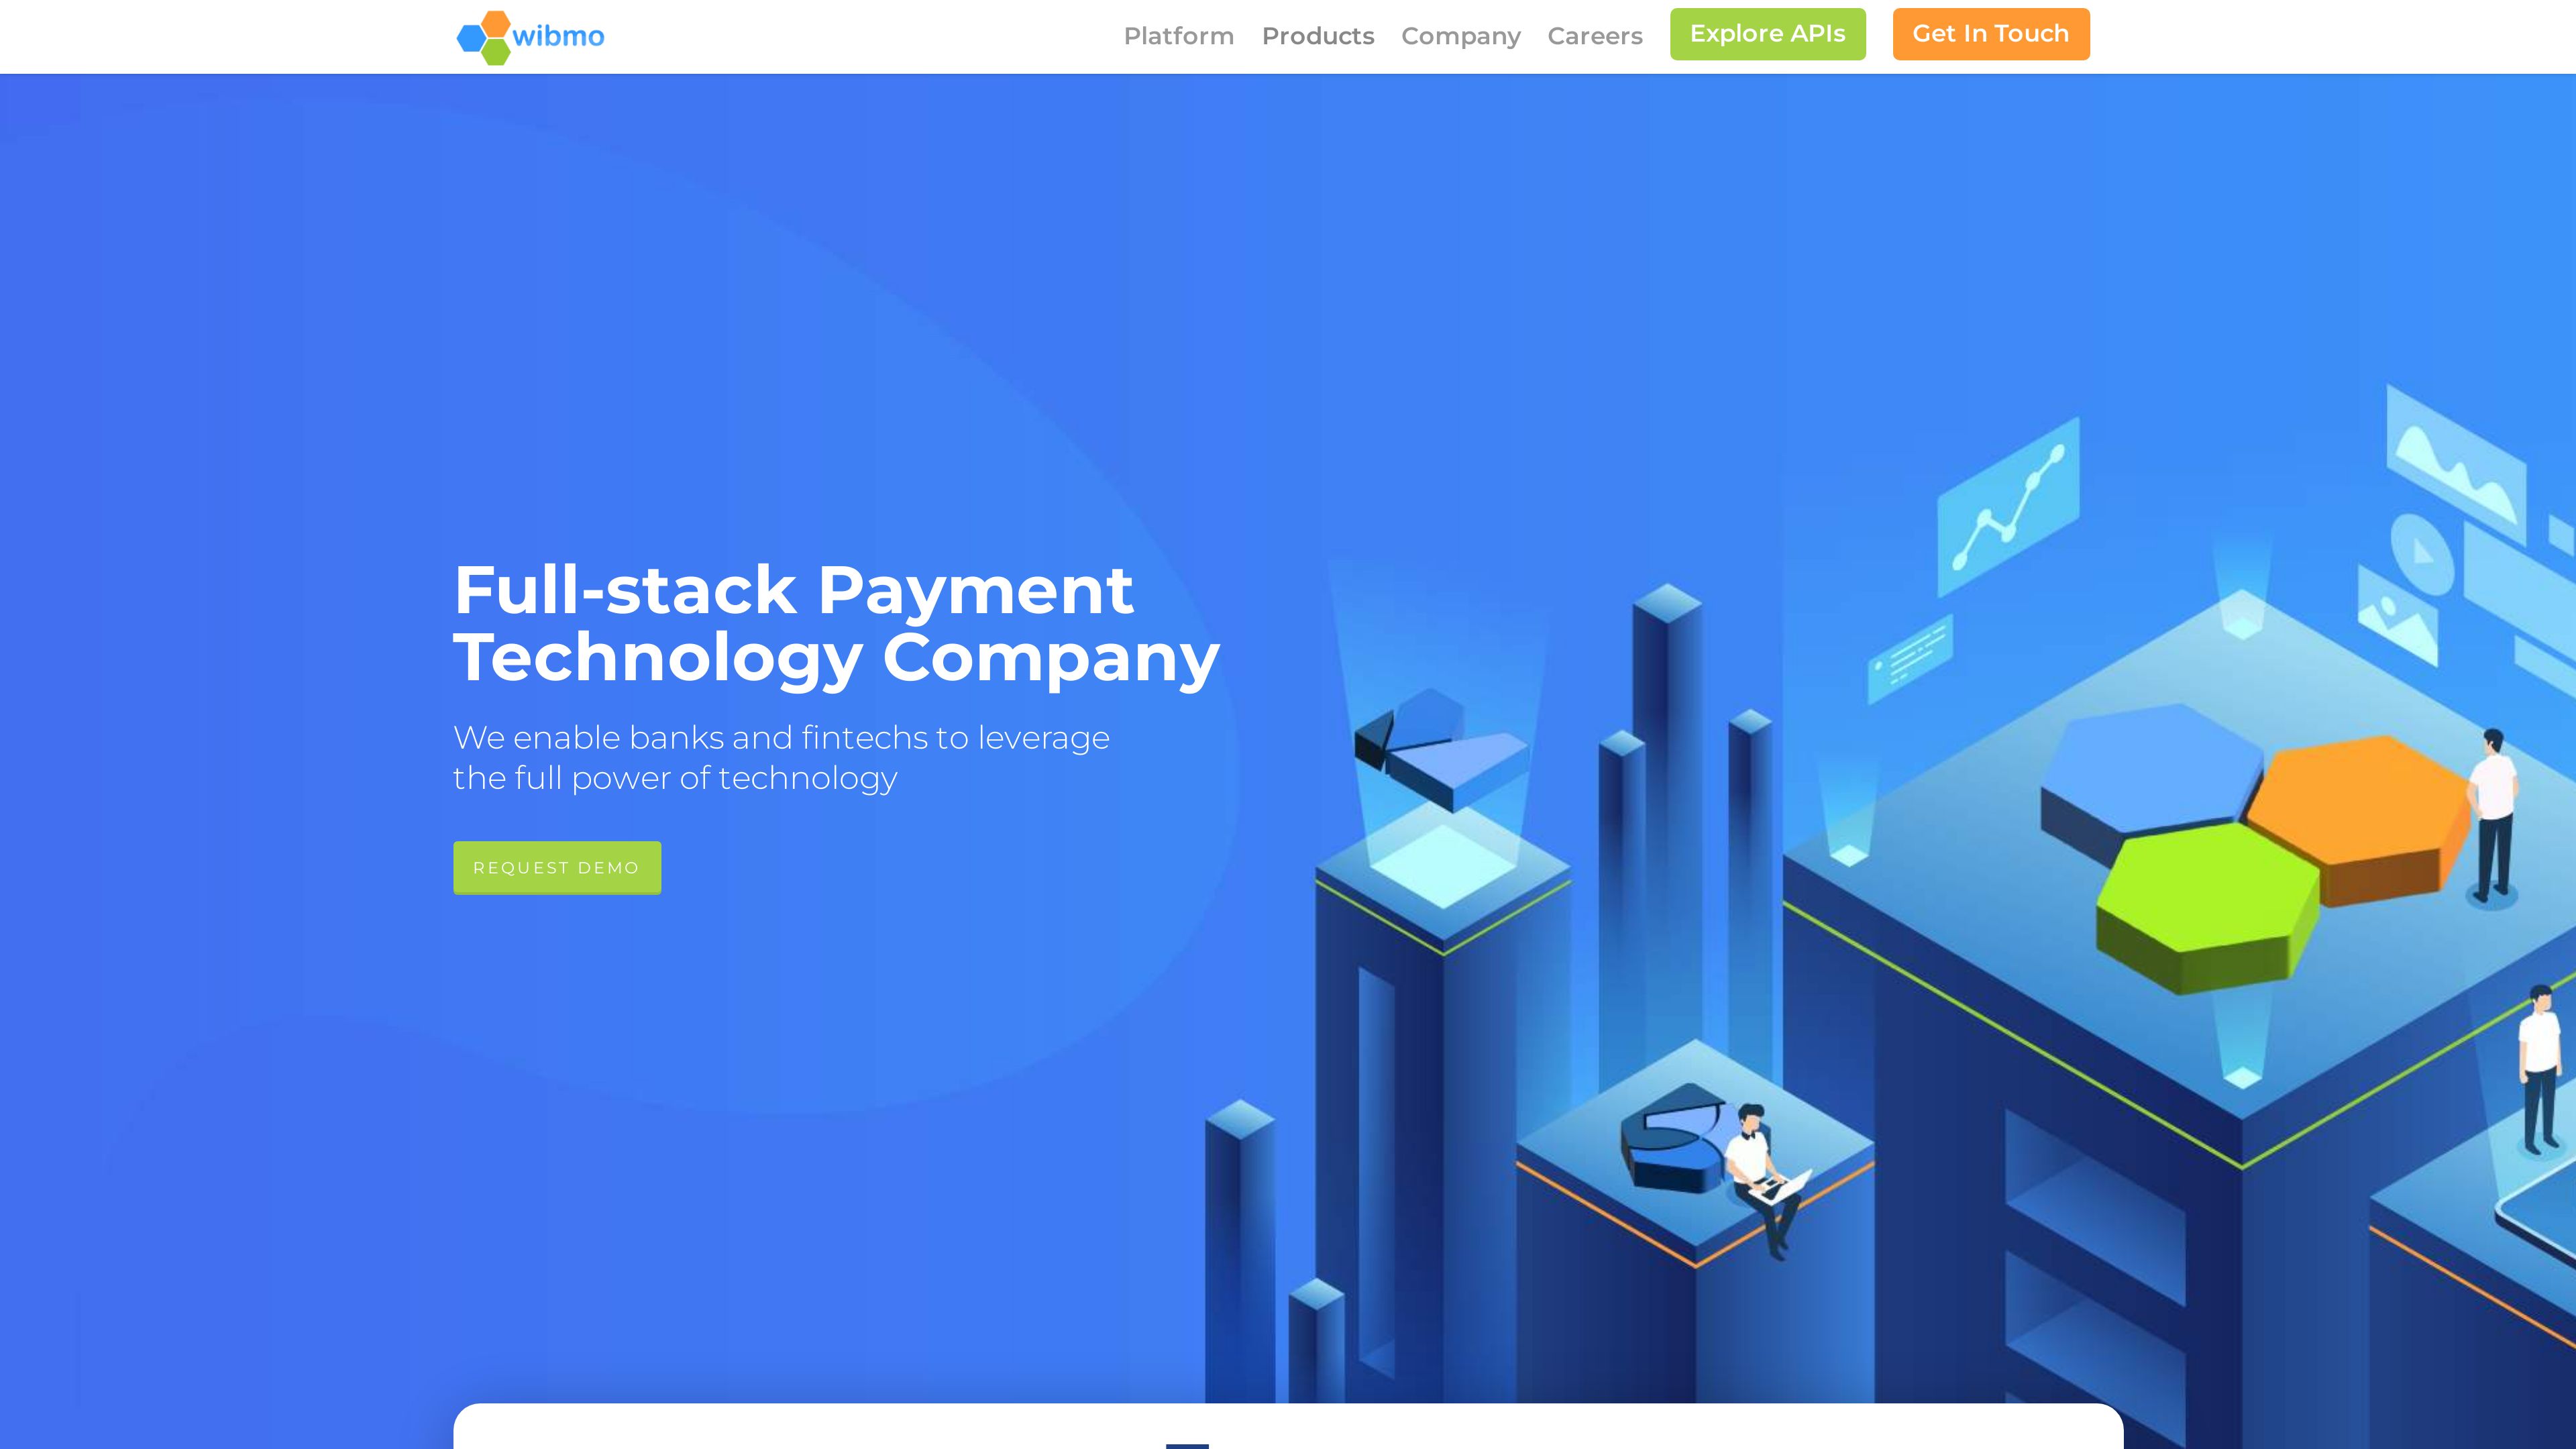 wibmo
Platform
Products
Company
Careers
Explore APIs
Get In Touch
Full-stack Payment
Technology Company
We enable banks and fintechs to leverage
the full power of technology
REQUEST DEMO